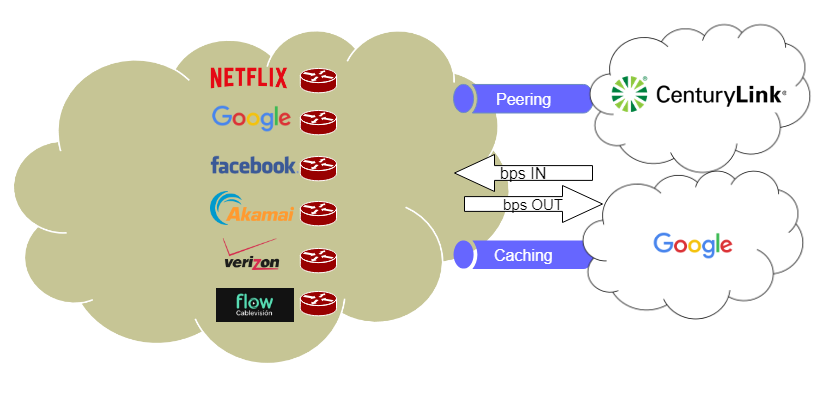 NETFLIX
Google
facebook
Akamai
verizon
flow
Cablevisión
Peering
CenturyLink®
bps IN
bps OUT
Google
Caching